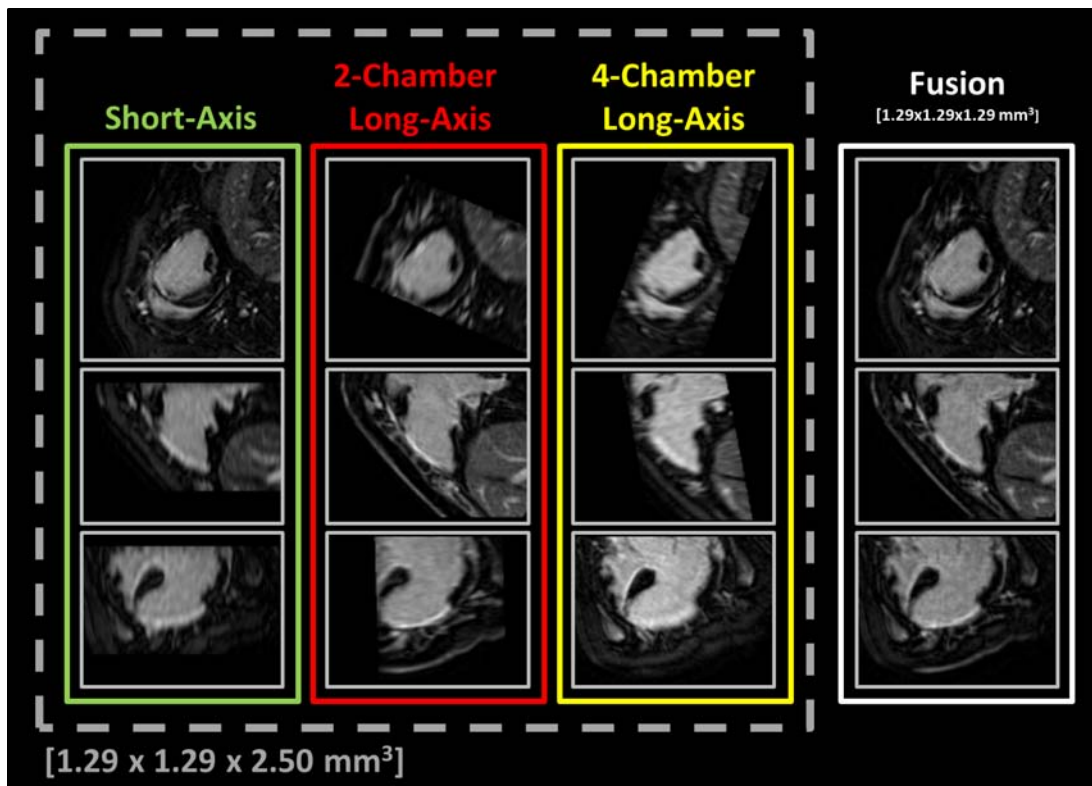 Short-Axis
2-Chamber
Long-Axis
4-Chamber
Long-Axis
Fusion
[1.29x1.29x1.29 mm³]
[1.29 x 1.29 x 2.50 mm³]